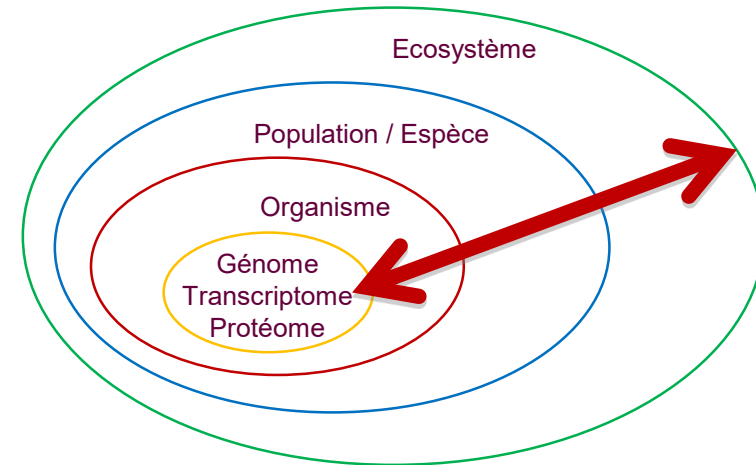 Ecosystème
Population / Espèce
Organisme
Génome
Transcriptome
Protéome